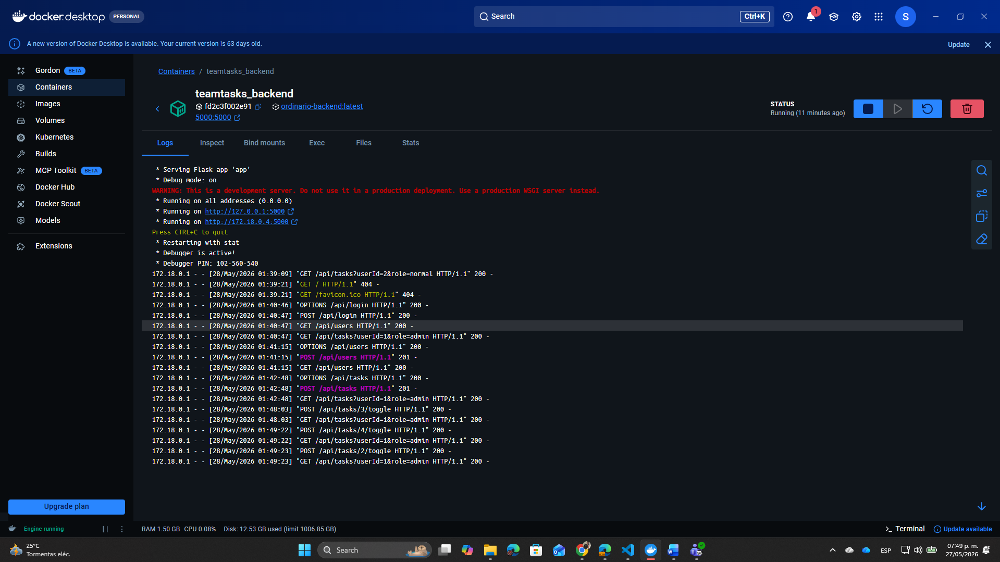 docker.desktop PERSONAL
Search Ctrl+K
1
S
A new version of Docker Desktop is available. Your current version is 63 days old.
Update
Gordon BETA
Containers
Images
Volumes
Kubernetes
Builds
MCP Toolkit BETA
Docker Hub
Docker Scout
Models
Extensions
Upgrade plan
Containers / teamtasks_backend
teamtasks_backend
fd2c3f002e91 ordinario-backend:latest
5000:5000
STATUS
Running (11 minutes ago)
Logs Inspect Bind mounts Exec Files Stats
* Serving Flask app 'app'
* Debug mode: on
WARNING: This is a development server. Do not use it in a production deployment. Use a production WSGI server instead.
* Running on all addresses (0.0.0.0)
* Running on http://127.0.0.1:5000
* Running on http://172.18.0.4:5000
Press CTRL+C to quit
* Restarting with stat
* Debugger is active!
* Debugger PIN: 102-560-540
172.18.0.1 - - [28/May/2026 01:39:09] "GET /api/tasks?userId=2&role=normal HTTP/1.1" 200 -
172.18.0.1 - - [28/May/2026 01:39:21] "GET / HTTP/1.1" 404 -
172.18.0.1 - - [28/May/2026 01:39:21] "GET /favicon.ico HTTP/1.1" 404 -
172.18.0.1 - - [28/May/2026 01:40:46] "OPTIONS /api/login HTTP/1.1" 200 -
172.18.0.1 - - [28/May/2026 01:40:47] "POST /api/login HTTP/1.1" 200 -
172.18.0.1 - - [28/May/2026 01:40:47] "GET /api/users HTTP/1.1" 200 -
172.18.0.1 - - [28/May/2026 01:40:47] "GET /api/tasks?userId=1&role=admin HTTP/1.1" 200 -
172.18.0.1 - - [28/May/2026 01:41:15] "OPTIONS /api/users HTTP/1.1" 200 -
172.18.0.1 - - [28/May/2026 01:41:15] "POST /api/users HTTP/1.1" 201 -
172.18.0.1 - - [28/May/2026 01:41:15] "GET /api/users HTTP/1.1" 200 -
172.18.0.1 - - [28/May/2026 01:42:48] "OPTIONS /api/tasks HTTP/1.1" 200 -
172.18.0.1 - - [28/May/2026 01:42:48] "POST /api/tasks HTTP/1.1" 201 -
172.18.0.1 - - [28/May/2026 01:42:48] "GET /api/tasks?userId=1&role=admin HTTP/1.1" 200 -
172.18.0.1 - - [28/May/2026 01:48:03] "POST /api/tasks/3/toggle HTTP/1.1" 200 -
172.18.0.1 - - [28/May/2026 01:48:03] "GET /api/tasks?userId=1&role=admin HTTP/1.1" 200 -
172.18.0.1 - - [28/May/2026 01:49:22] "POST /api/tasks/4/toggle HTTP/1.1" 200 -
172.18.0.1 - - [28/May/2026 01:49:22] "GET /api/tasks?userId=1&role=admin HTTP/1.1" 200 -
172.18.0.1 - - [28/May/2026 01:49:23] "POST /api/tasks/2/toggle HTTP/1.1" 200 -
172.18.0.1 - - [28/May/2026 01:49:23] "GET /api/tasks?userId=1&role=admin HTTP/1.1" 200 -
Engine running
RAM 1.50 GB CPU 0.08% Disk: 12.53 GB used (limit 1006.85 GB)
Terminal Update available
25°C
Tormentas eléc.
Search
ESP
07:49 p. m.
27/05/2026